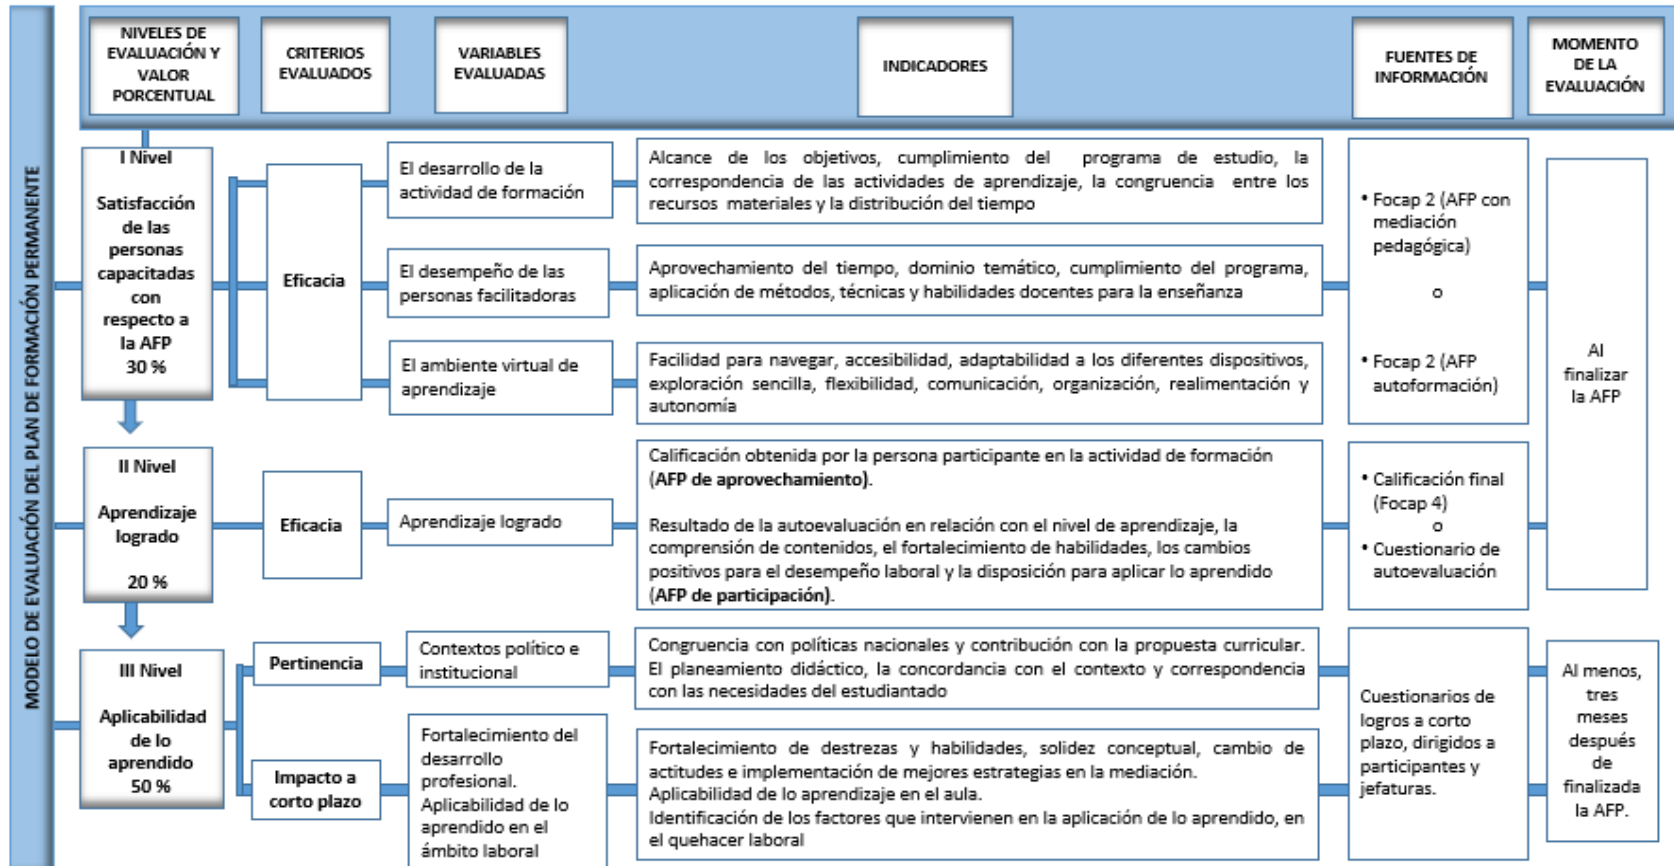 MODELO DE EVALUACIÓN DEL PLAN DE FORMACIÓN PERMANENTE
NIVELES DE
EVALUACIÓN Y
VALOR
PORCENTUAL
CRITERIOS
EVALUADOS
VARIABLES
EVALUADAS
INDICADORES
FUENTES DE
INFORMACIÓN
MOMENTO
DE LA
EVALUACIÓN
I Nivel
Satisfacción
de las
personas
capacitadas
con
respecto a
la AFP
30 %
Eficacia
El desarrollo de la
actividad de formación
Alcance de los objetivos, cumplimiento del programa de estudio, la
correspondencia de las actividades de aprendizaje, la congruencia entre los
recursos materiales y la distribución del tiempo
El desempeño de las
personas facilitadoras
Aprovechamiento del tiempo, dominio temático, cumplimiento del programa,
aplicación de métodos, técnicas y habilidades docentes para la enseñanza
El ambiente virtual de
aprendizaje
Facilidad para navegar, accesibilidad, adaptabilidad a los diferentes dispositivos,
exploración sencilla, flexibilidad, comunicación, organización, realimentación y
autonomía
• Focap 2 (AFP con
mediación
pedagógica)
o
• Focap 2 (AFP
autoformación)
Al
finalizar
la AFP
II Nivel
Aprendizaje
logrado
20 %
Eficacia
Aprendizaje logrado
Calificación obtenida por la persona participante en la actividad de formación
(AFP de aprovechamiento).
Resultado de la autoevaluación en relación con el nivel de aprendizaje, la
comprensión de contenidos, el fortalecimiento de habilidades, los cambios
positivos para el desempeño laboral y la disposición para aplicar lo aprendido
(AFP de participación).
• Calificación final
(Focap 4)
o
• Cuestionario de
autoevaluación
III Nivel
Aplicabilidad
de lo
aprendido
50 %
Pertinencia
Contextos político e
institucional
Congruencia con políticas nacionales y contribución con la propuesta curricular.
El planeamiento didáctico, la concordancia con el contexto y correspondencia
con las necesidades del estudiantado
Impacto a
corto plazo
Fortalecimiento del
desarrollo
profesional.
Aplicabilidad de lo
aprendido en el
ámbito laboral
Fortalecimiento de destrezas y habilidades, solidez conceptual, cambio de
actitudes e implementación de mejores estrategias en la mediación.
Aplicabilidad de lo aprendizaje en el aula.
Identificación de los factores que intervienen en la aplicación de lo aprendido, en
el quehacer laboral
Cuestionarios de
logros a corto
plazo, dirigidos a
participantes y
jefaturas.
Al menos,
tres
meses
después
de
finalizada
la AFP.